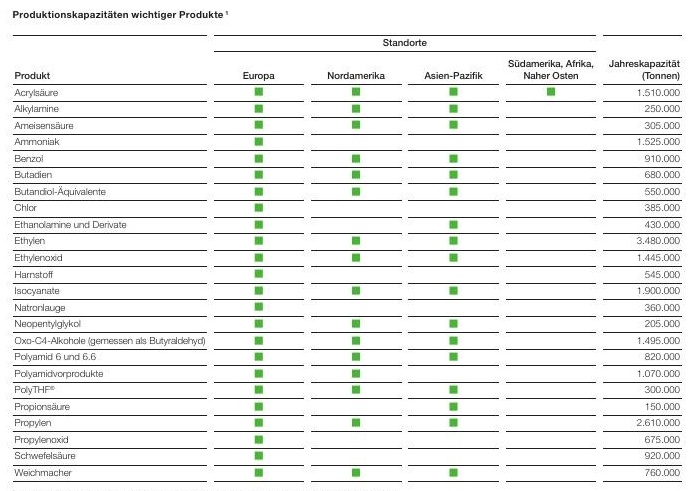 Produktionskapazitäten wichtiger Produkte ¹
Standorte
Produkt Europa Nordamerika Asien-Pazifik Südamerika, Afrika, Naher Osten Jahreskapazität (Tonnen)
Acrylsäure ■ ■ ■ ■ 1.510.000
Alkylamine ■ ■ ■ 250.000
Ameisensäure ■ ■ ■ 305.000
Ammoniak ■ 1.525.000
Benzol ■ ■ ■ 910.000
Butadien ■ ■ ■ 680.000
Butandiol-Äquivalente ■ ■ ■ 550.000
Chlor ■ 385.000
Ethanolamine und Derivate ■ ■ 430.000
Ethylen ■ ■ ■ 3.480.000
Ethylenoxid ■ ■ ■ 1.445.000
Harnstoff ■ 545.000
Isocyanate ■ ■ ■ 1.900.000
Natronlauge ■ 360.000
Neopentylglykol ■ ■ ■ 205.000
Oxo-C4-Alkohole (gemessen als Butyraldehyd) ■ ■ ■ 1.495.000
Polyamid 6 und 6.6 ■ ■ ■ 820.000
Polyamidvorprodukte ■ ■ 1.070.000
PolyTHF® ■ ■ ■ 300.000
Propionsäure ■ ■ 150.000
Propylen ■ ■ ■ 2.610.000
Propylenoxid ■ 675.000
Schwefelsäure ■ 920.000
Weichmacher ■ ■ ■ 760.000